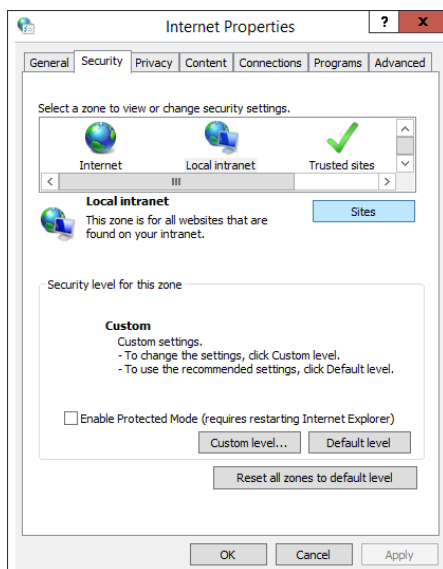 Internet Properties
? x
General Security Privacy Content Connections Programs Advanced
Select a zone to view or change security settings.
Internet Local intranet Trusted sites
Local intranet
This zone is for all websites that are
found on your intranet.
Sites
Security level for this zone
Custom
Custom settings.
- To change the settings, click Custom level.
- To use the recommended settings, click Default level.
Enable Protected Mode (requires restarting Internet Explorer)
Custom level... Default level
Reset all zones to default level
OK Cancel Apply